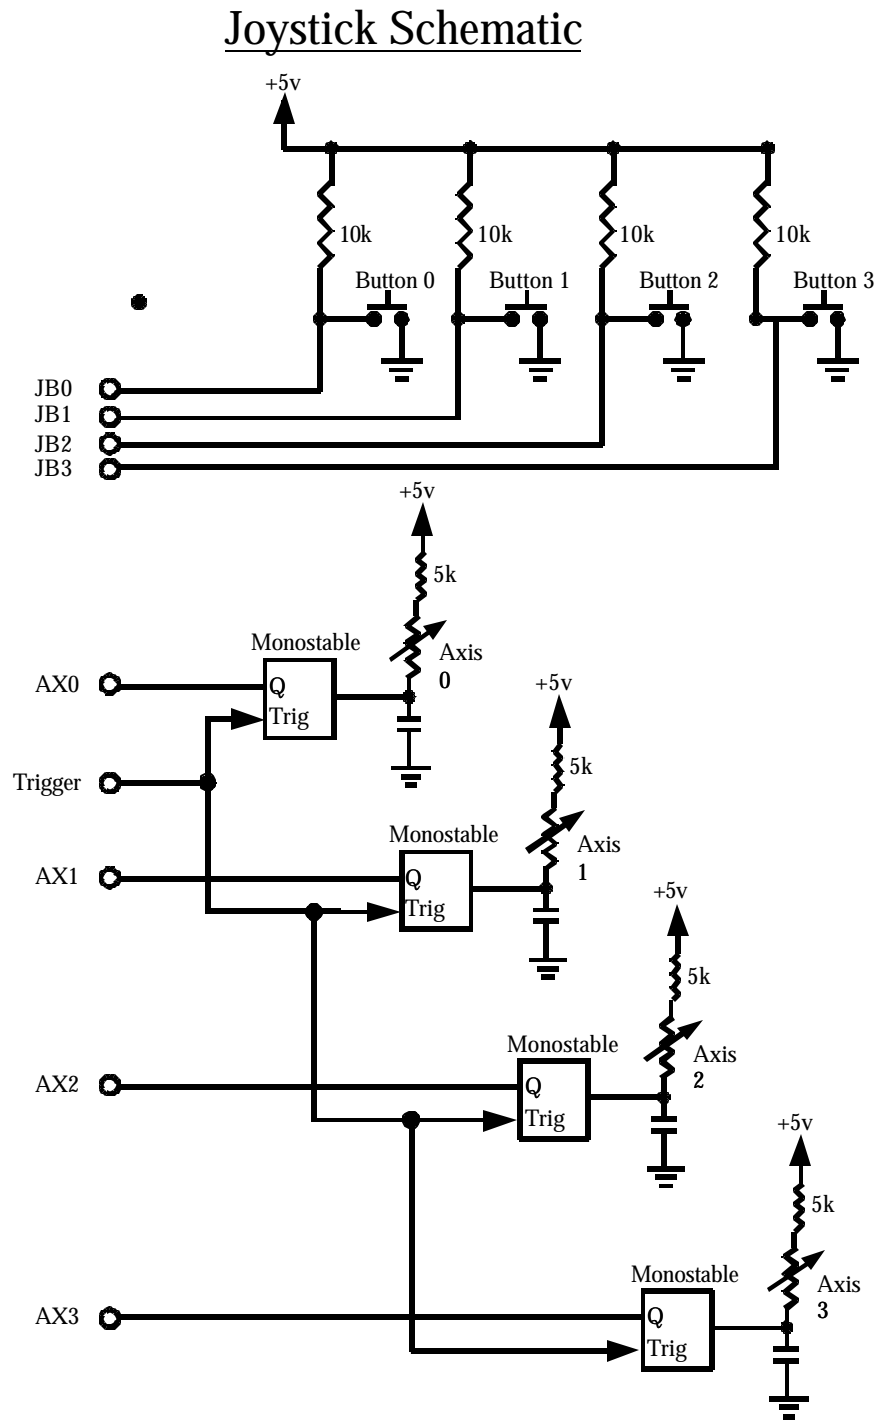 Joystick Schematic
+5v
10k
10k
10k
10k
Button 0
Button 1
Button 2
Button 3
JB0
JB1
JB2
JB3
+5v
5k
Monostable
Axis
0
AX0
Q
Trig
+5v
5k
Trigger
Monostable
Axis
1
AX1
Q
Trig
+5v
5k
Monostable
Axis
2
AX2
Q
Trig
+5v
5k
Monostable
Axis
3
AX3
Q
Trig